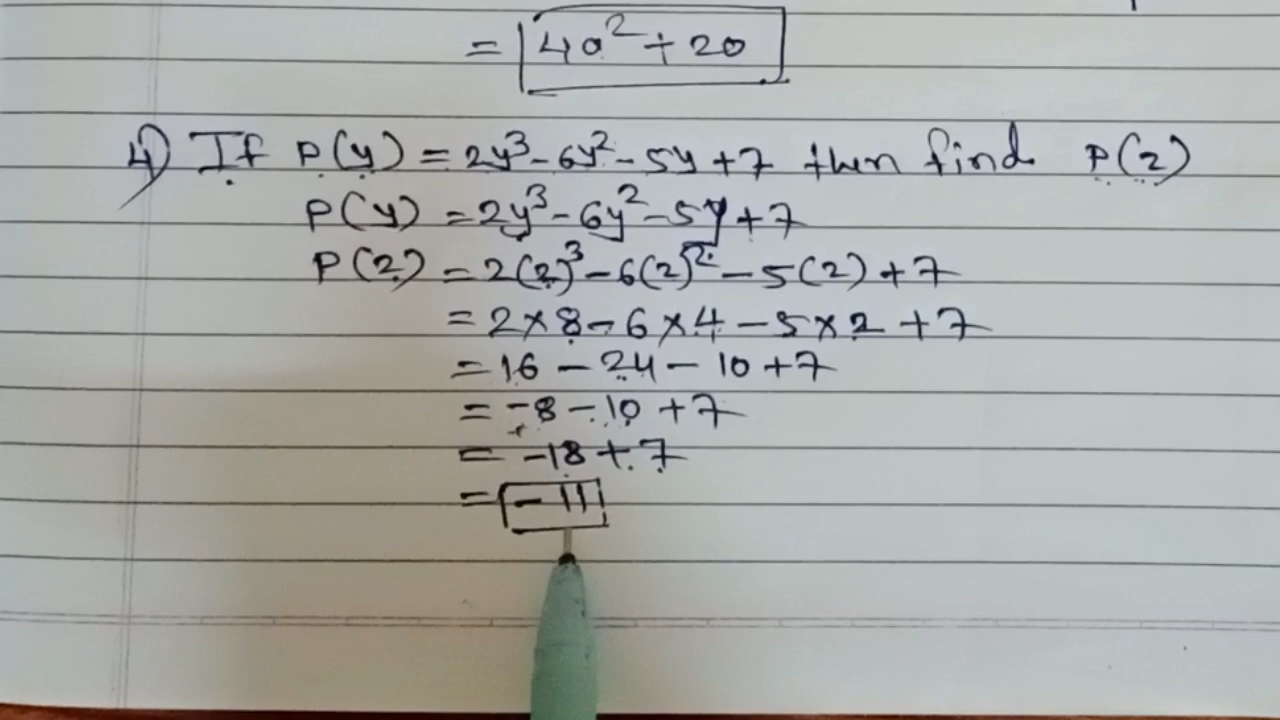 = 4a² + 20
4) If P(y) = 2y³ - 6y² - 5y + 7 then find P(2)
P(y) = 2y³ - 6y² - 5y + 7
P(2) = 2(2)³ - 6(2)² - 5(2) + 7
= 2 × 8 - 6 × 4 - 5 × 2 + 7
= 16 - 24 - 10 + 7
= -8 - 10 + 7
= -18 + 7
= -11